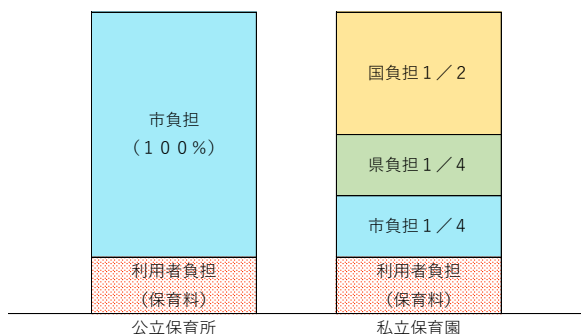 市負担
(１００%)
利用者負担
(保育料)
公立保育所
国負担１／２
県負担１／４
市負担１／４
利用者負担
(保育料)
私立保育園